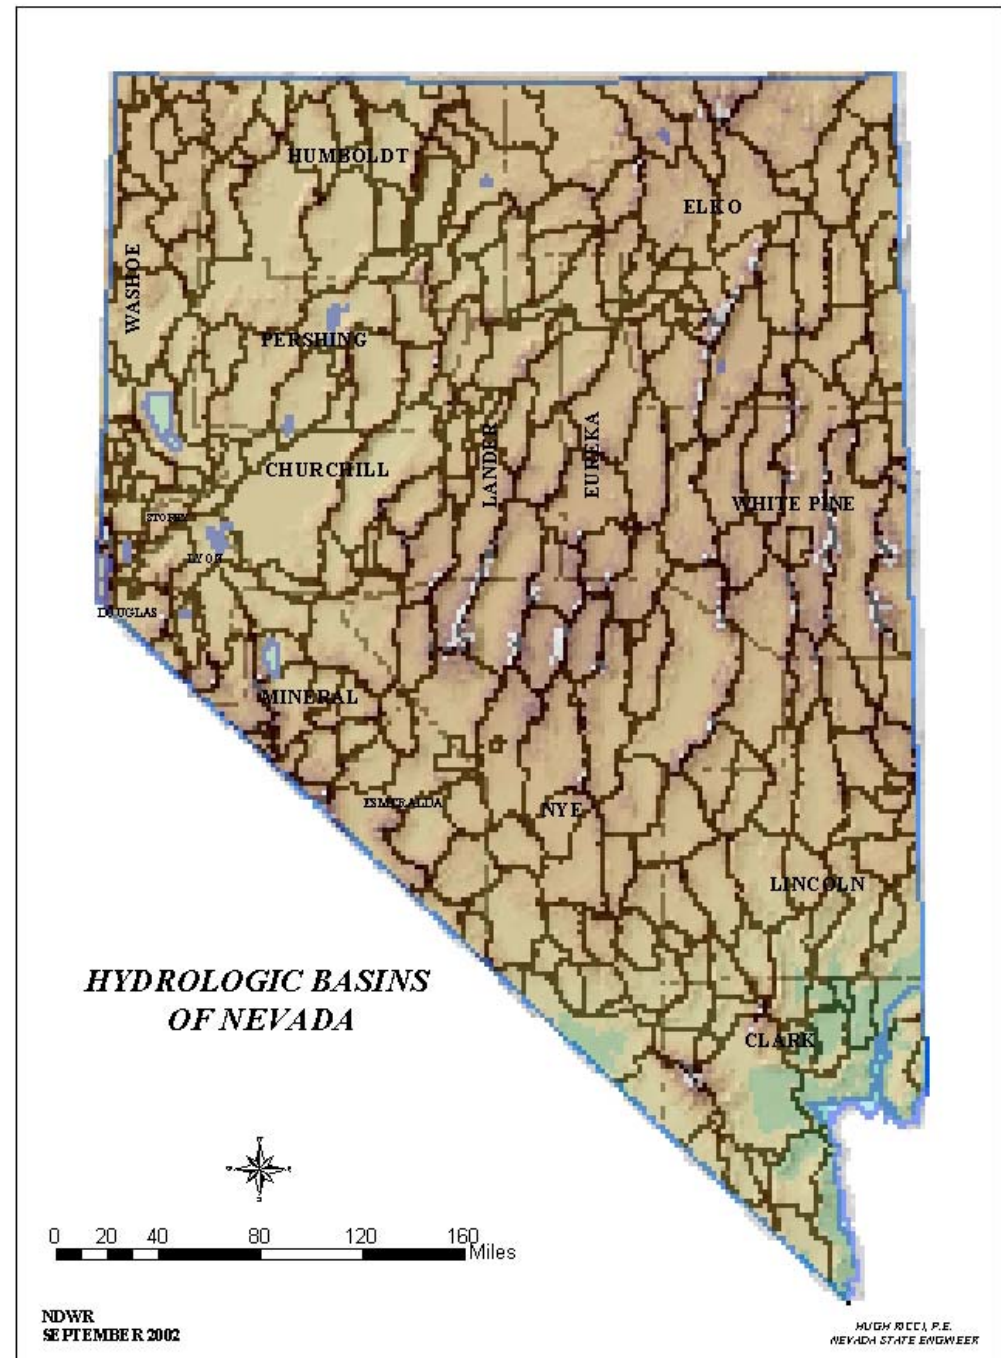 HUMBOLDT
ELKO
WASHOE
PERSHING
LANDER
EUREKA
CHURCHILL
WHITE PINE
STOREY
LYON
DOUGLAS
MINERAL
ESMERALDA
NYE
LINCOLN
HYDROLOGIC BASINS
OF NEVADA
CLARK
0 20 40 80 120 160
Miles
NDWR
SEPTEMBER 2002
HUGH RICCI, P.E.
NEVADA STATE ENGINEER